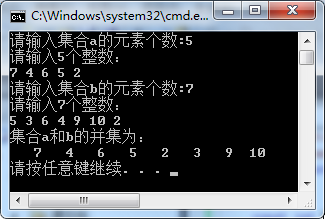 C:\Windows\system32\cmd.e...
请输入集合a的元素个数:5
请输入5个整数:
7 4 6 5 2
请输入集合b的元素个数:7
请输入7个整数:
5 3 6 4 9 10 2
集合a和b的并集为:
7 4 6 5 2 3 9 10
请按任意键继续. . .